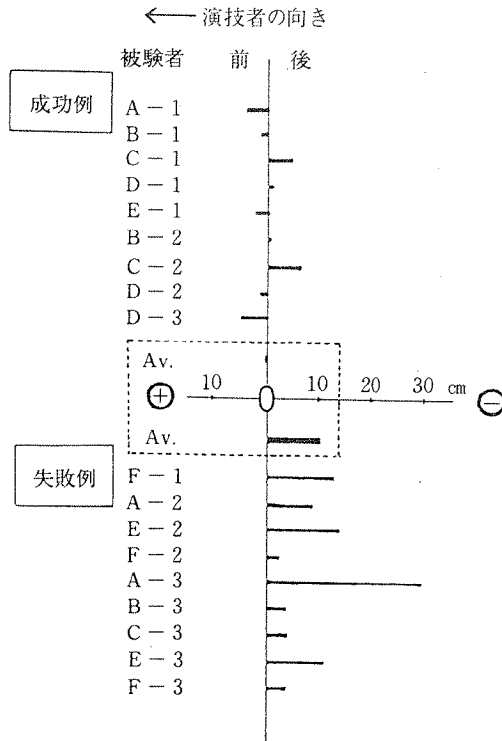 ← 演技者の向き
被験者 前 後
成功例
A-1
B-1
C-1
D-1
E-1
B-2
C-2
D-2
D-3
Av.
+ 10 0 10 20 30 cm -
Av.
失敗例
F-1
A-2
E-2
F-2
A-3
B-3
C-3
E-3
F-3